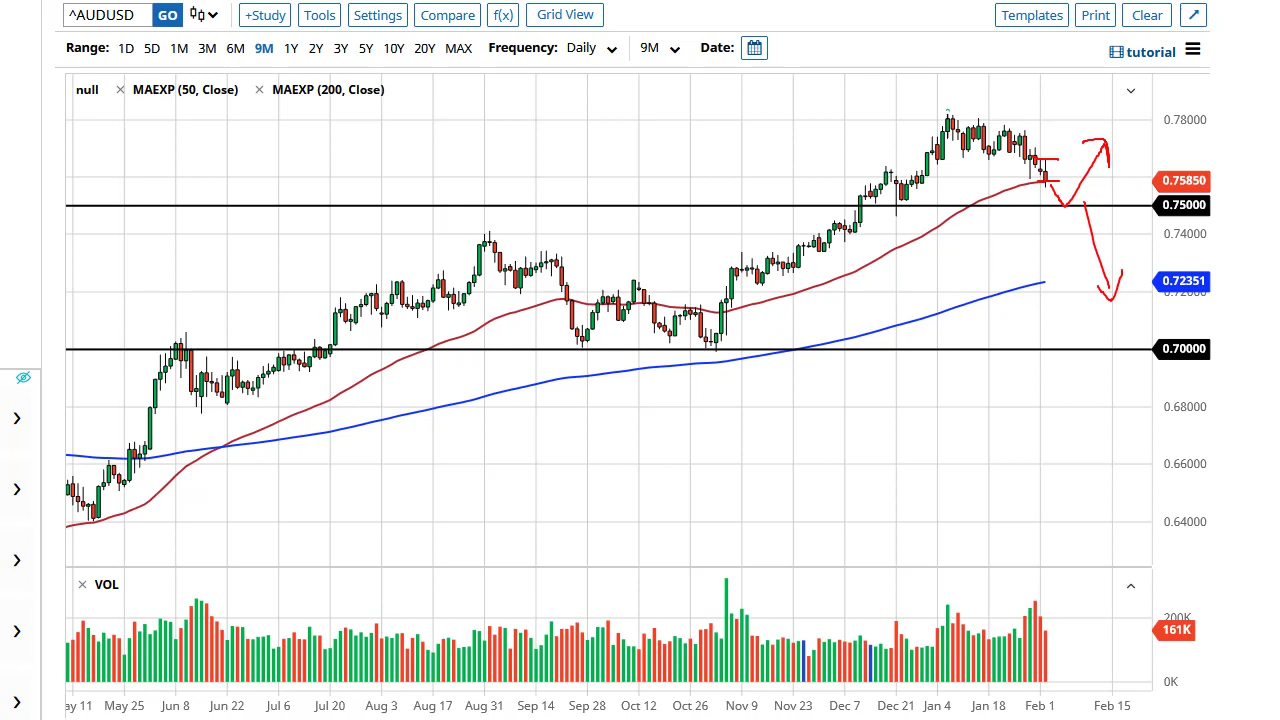 ^AUDUSD GO +Study Tools Settings Compare f(x) Grid View Templates Print Clear
Range: 1D 5D 1M 3M 6M 9M 1Y 2Y 3Y 5Y 10Y 20Y MAX Frequency: Daily 9M Date: tutorial
null × MAEXP (50, Close) × MAEXP (200, Close)
0.78000
0.75850
0.75000
0.74000
0.72351
0.72000
0.70000
0.68000
0.66000
0.64000
× VOL
200K
161K
0K
ay 11 May 25 Jun 8 Jun 22 Jul 6 Jul 20 Aug 3 Aug 17 Aug 31 Sep 14 Sep 28 Oct 12 Oct 26 Nov 9 Nov 23 Dec 7 Dec 21 Jan 4 Jan 18 Feb 1 Feb 15